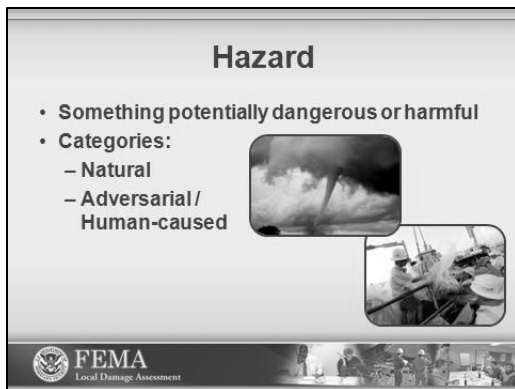 Hazard
• Something potentially dangerous or harmful
• Categories:
– Natural
– Adversarial /
Human-caused
FEMA
Local Damage Assessment